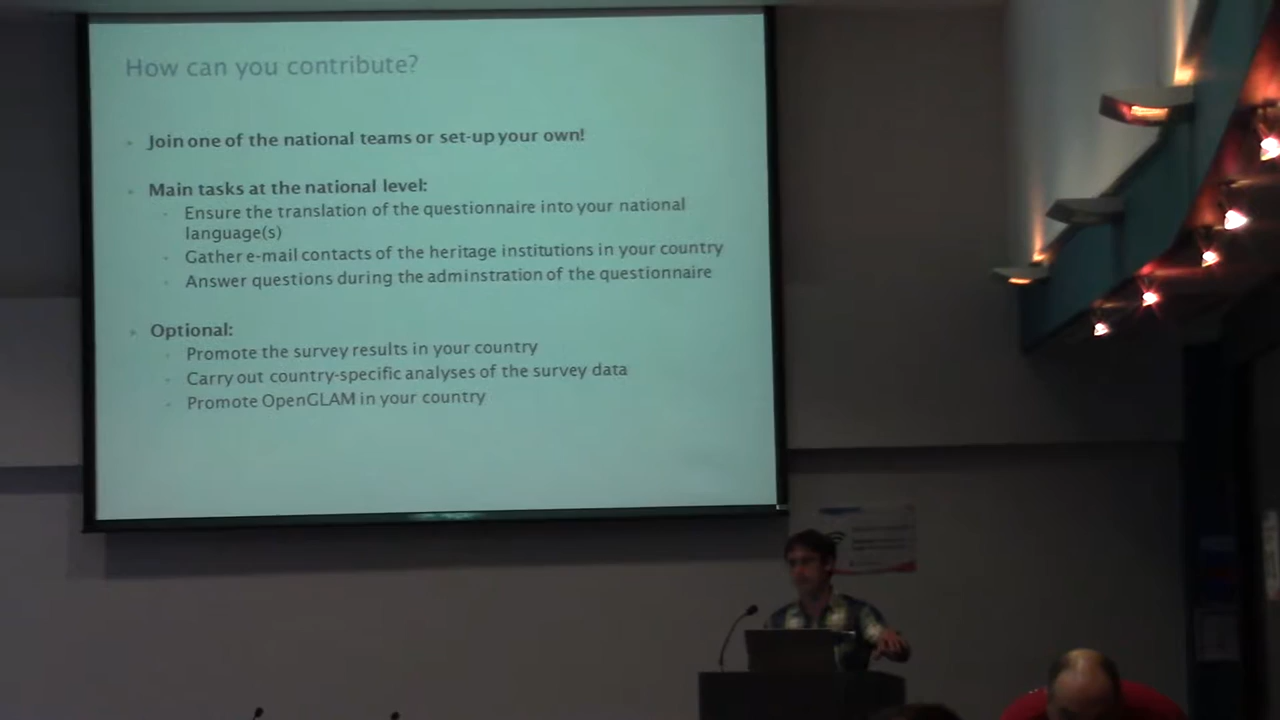 How can you contribute?
Join one of the national teams or set-up your own!
Main tasks at the national level:
Ensure the translation of the questionnaire into your national
language(s)
Gather e-mail contacts of the heritage institutions in your country
Answer questions during the adminstration of the questionnaire
Optional:
Promote the survey results in your country
Carry out country-specific analyses of the survey data
Promote OpenGLAM in your country